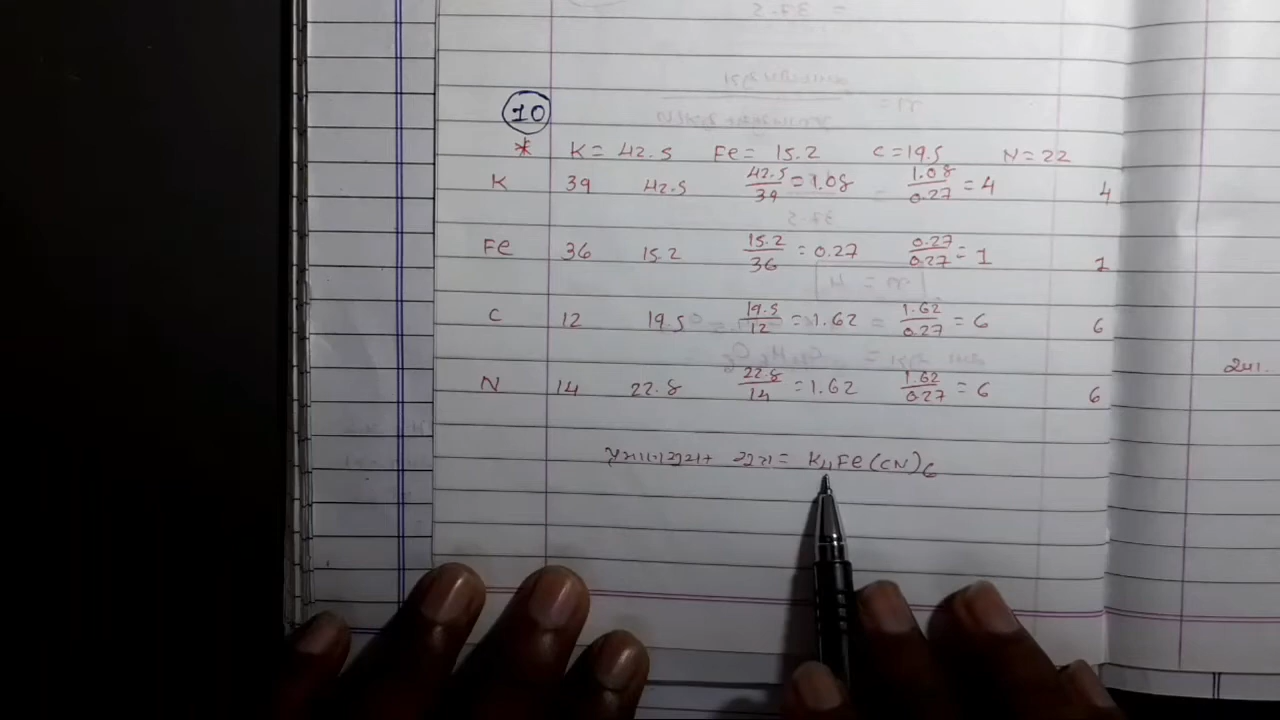 10
* K = 42.5 Fe = 15.2 C = 19.5 N = 22
K 39 42.5 42.5/39 = 1.08 1.08/0.27 = 4 4
Fe 36 15.2 15.2/36 = 0.27 0.27/0.27 = 1 1
C 12 19.5 19.5/12 = 1.62 1.62/0.27 = 6 6
N 14 22.8 22.8/14 = 1.62 1.62/0.27 = 6 6
= K4Fe(CN)6